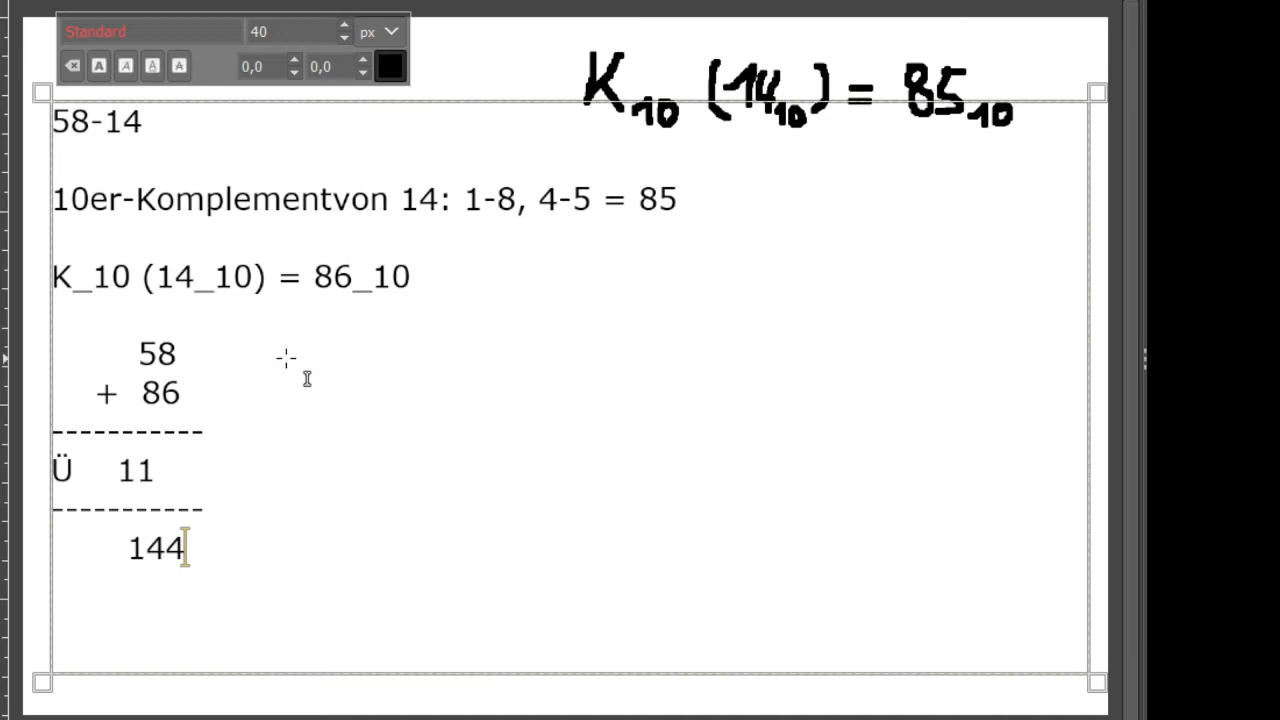 Standard 40 px
0,0 0,0
K₁₀ (14₁₀) = 85₁₀
58-14
10er-Komplementvon 14: 1-8, 4-5 = 85
K_10 (14_10) = 86_10
58
+ 86
-----------
Ü 11
-----------
144